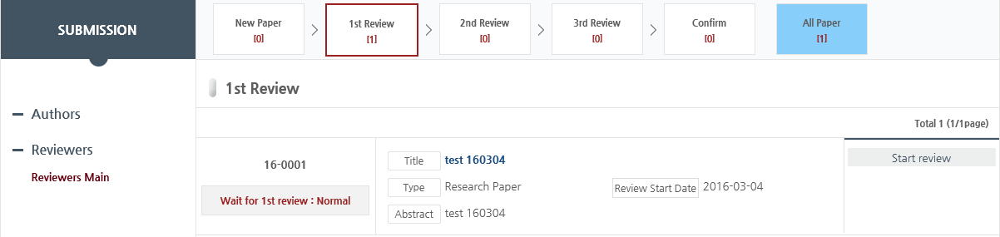 SUBMISSION
New Paper
[0]
1st Review
[1]
2nd Review
[0]
3rd Review
[0]
Confirm
[0]
All Paper
[1]
Authors
Reviewers
Reviewers Main
1st Review
Total 1 (1/1page)
16-0001
Wait for 1st review : Normal
Title test 160304
Type Research Paper Review Start Date 2016-03-04
Abstract test 160304
Start review